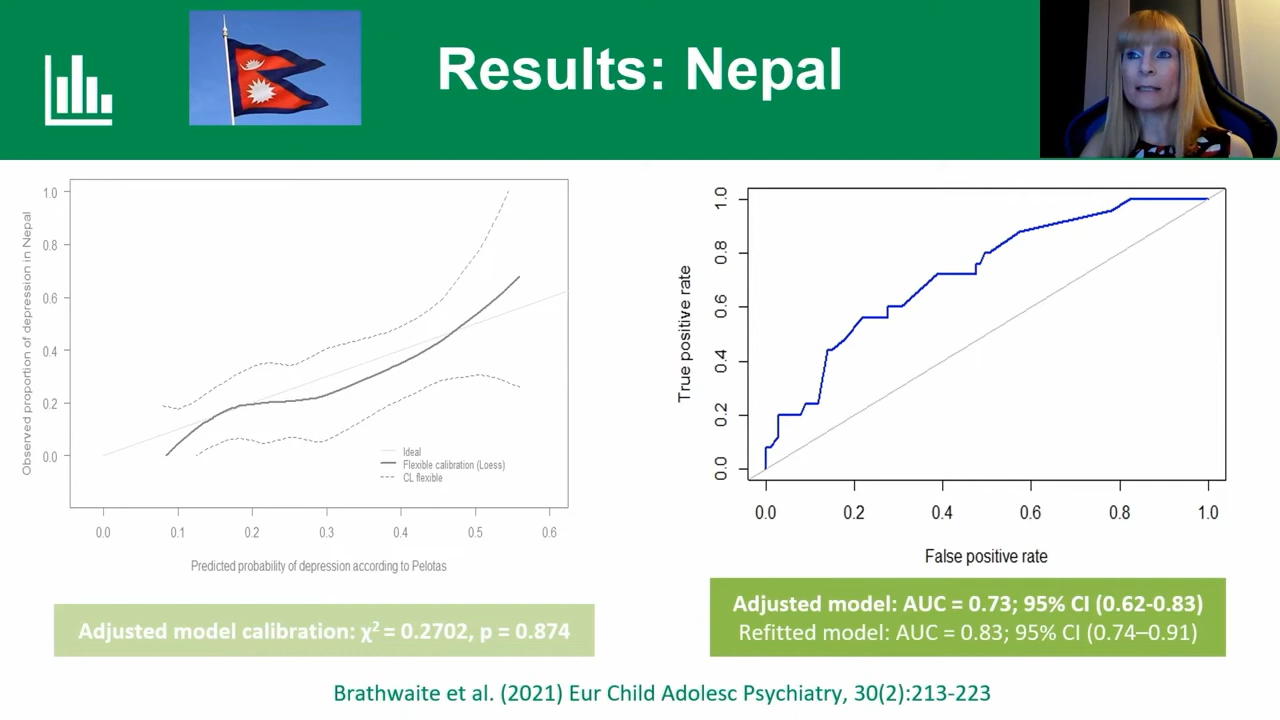 Results: Nepal
1.0
0.8
0.6
0.4
0.2
0.0
Observed proportion of depression in Nepal
Ideal
Flexible calibration (Loess)
CL flexible
0.0 0.1 0.2 0.3 0.4 0.5 0.6
Predicted probability of depression according to Pelotas
Adjusted model calibration: χ² = 0.2702, p = 0.874
1.0
0.8
0.6
0.4
0.2
0.0
True positive rate
0.0 0.2 0.4 0.6 0.8 1.0
False positive rate
Adjusted model: AUC = 0.73; 95% CI (0.62-0.83)
Refitted model: AUC = 0.83; 95% CI (0.74–0.91)
Brathwaite et al. (2021) Eur Child Adolesc Psychiatry, 30(2):213-223